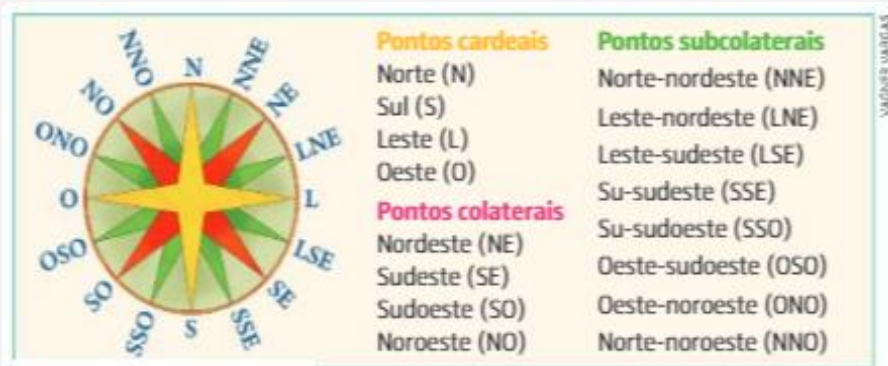 N
NNE
NE
LNE
L
LSE
SE
SSE
S
SSO
SO
OSO
O
ONO
NO
NNO
Pontos cardeais
Norte (N)
Sul (S)
Leste (L)
Oeste (O)
Pontos colaterais
Nordeste (NE)
Sudeste (SE)
Sudoeste (SO)
Noroeste (NO)
Pontos subcolaterais
Norte-nordeste (NNE)
Leste-nordeste (LNE)
Leste-sudeste (LSE)
Su-sudeste (SSE)
Su-sudoeste (SSO)
Oeste-sudoeste (OSO)
Oeste-noroeste (ONO)
Norte-noroeste (NNO)
VAGNER VARGAS